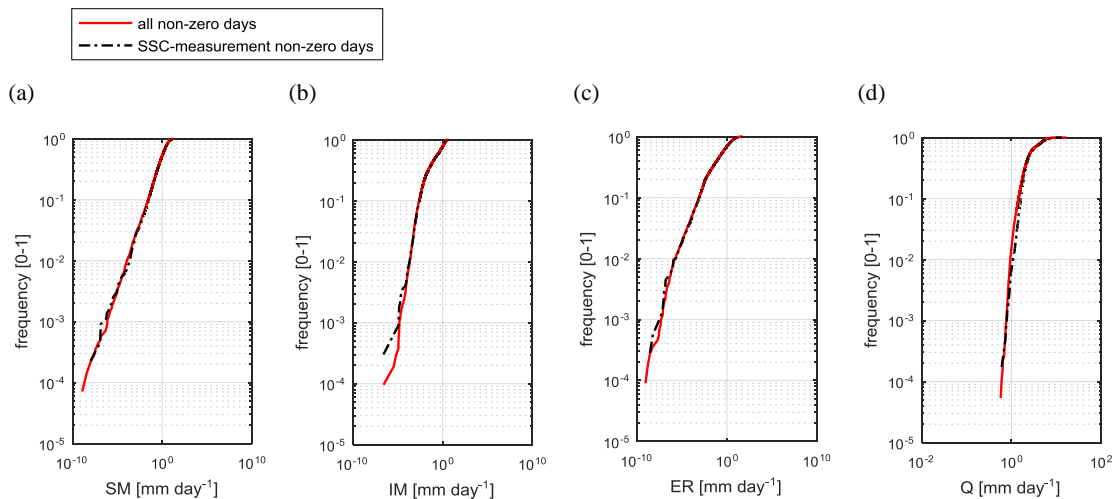 all non-zero days
SSC-measurement non-zero days
(a)
(b)
(c)
(d)
10^0
10^-1
10^-2
10^-3
10^-4
10^-5
frequency [0-1]
10^-10
10^0
10^10
SM [mm day^-1]
10^0
10^-1
10^-2
10^-3
10^-4
10^-5
frequency [0-1]
10^-10
10^0
10^10
IM [mm day^-1]
10^0
10^-1
10^-2
10^-3
10^-4
10^-5
frequency [0-1]
10^-10
10^0
10^10
ER [mm day^-1]
10^0
10^-1
10^-2
10^-3
10^-4
10^-5
frequency [0-1]
10^-2
10^0
10^2
Q [mm day^-1]